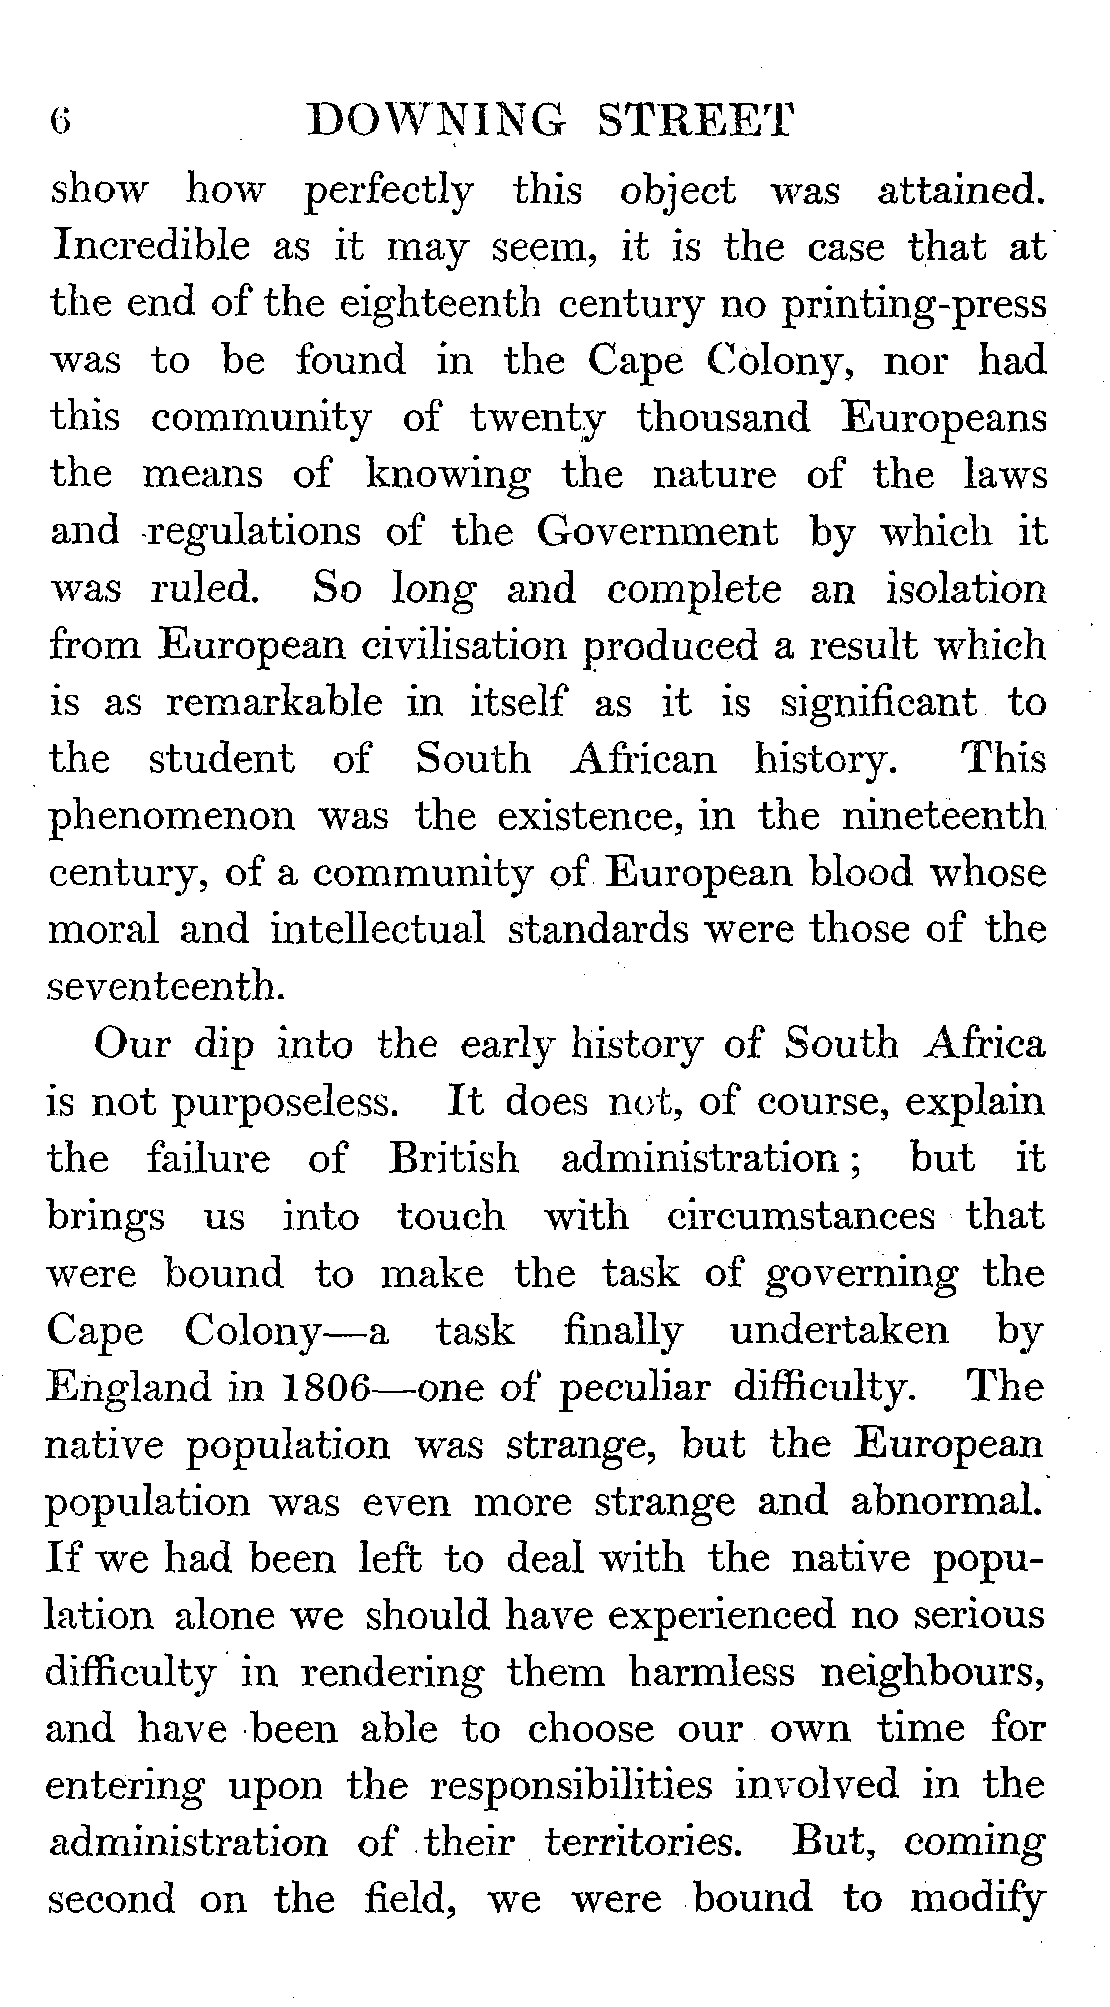 6 DOWNING STREET
show how perfectly this object was attained.
Incredible as it may seem, it is the case that at
the end of the eighteenth century no printing-press
was to be found in the Cape Colony, nor had
this community of twenty thousand Europeans
the means of knowing the nature of the laws
and regulations of the Government by which it
was ruled. So long and complete an isolation
from European civilisation produced a result which
is as remarkable in itself as it is significant to
the student of South African history. This
phenomenon was the existence, in the nineteenth
century, of a community of European blood whose
moral and intellectual standards were those of the
seventeenth.
Our dip into the early history of South Africa
is not purposeless. It does not, of course, explain
the failure of British administration; but it
brings us into touch with circumstances that
were bound to make the task of governing the
Cape Colony—a task finally undertaken by
England in 1806—one of peculiar difficulty. The
native population was strange, but the European
population was even more strange and abnormal.
If we had been left to deal with the native popu-
lation alone we should have experienced no serious
difficulty in rendering them harmless neighbours,
and have been able to choose our own time for
entering upon the responsibilities involved in the
administration of their territories. But, coming
second on the field, we were bound to modify